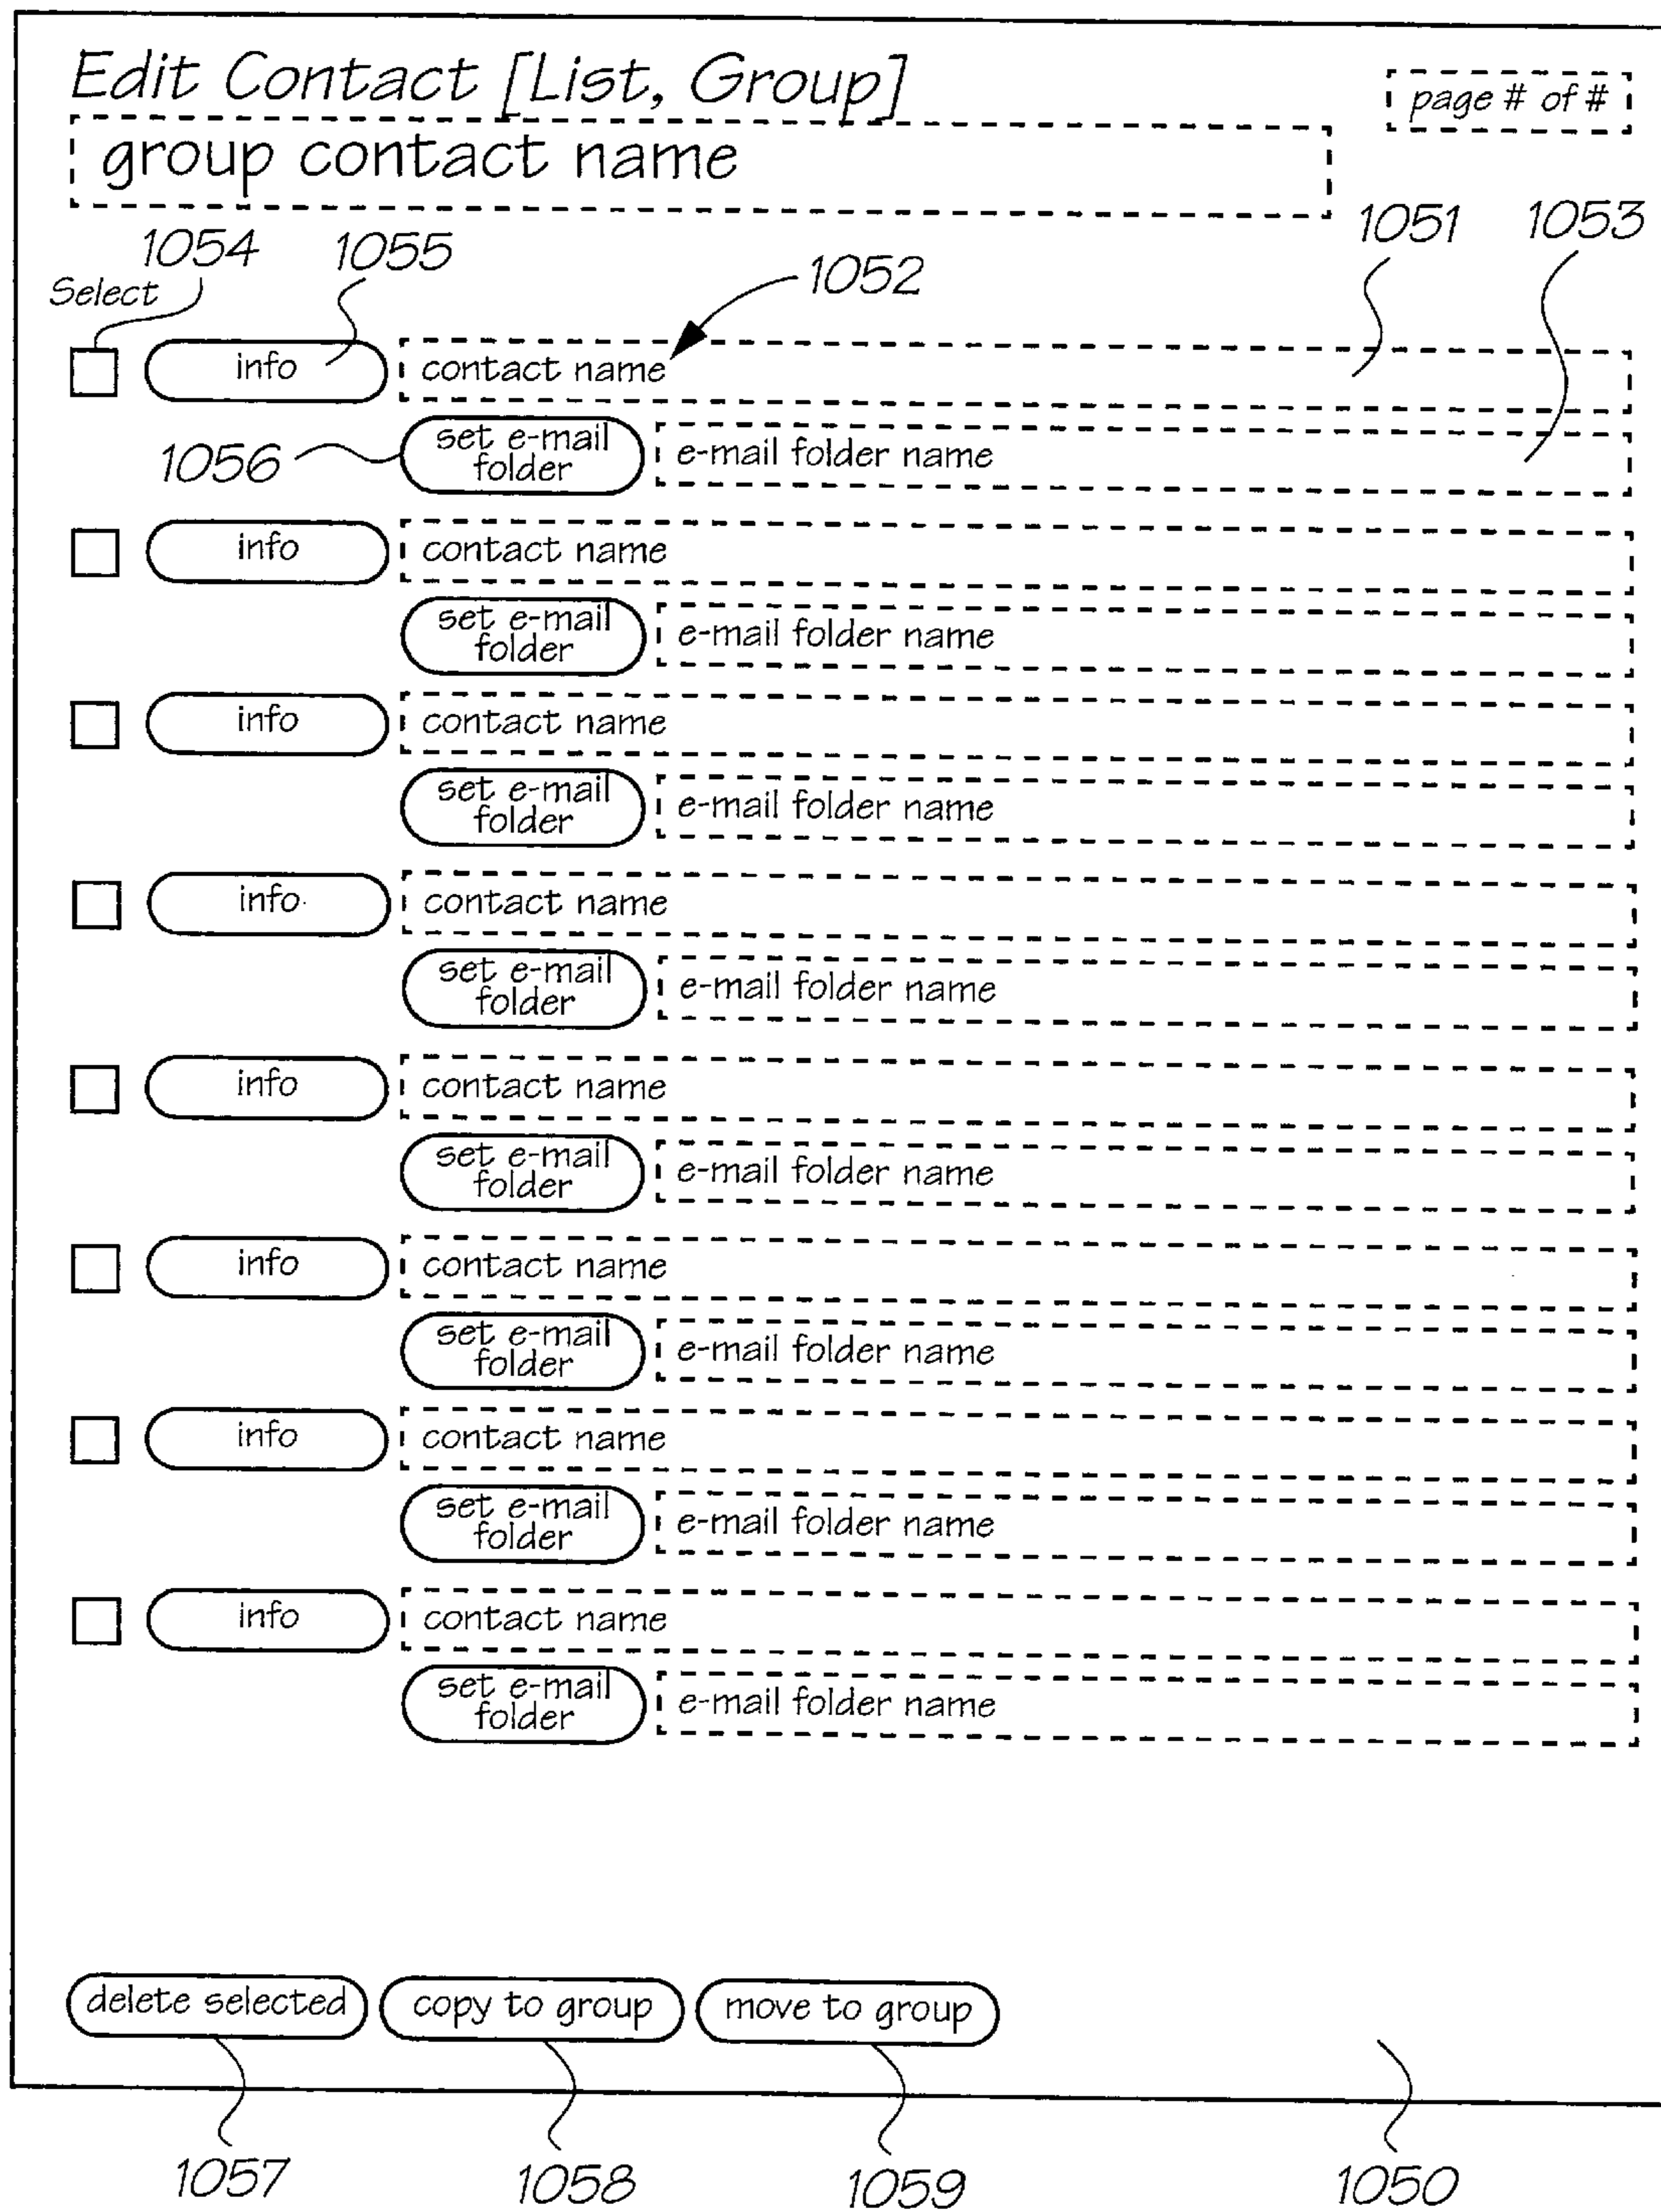 Edit Contact [List, Group]
page # of #
group contact name
1054 1055 1052 1051 1053
Select
info contact name
1056 set e-mail folder e-mail folder name
info contact name
set e-mail folder e-mail folder name
info contact name
set e-mail folder e-mail folder name
info contact name
set e-mail folder e-mail folder name
info contact name
set e-mail folder e-mail folder name
info contact name
set e-mail folder e-mail folder name
info contact name
set e-mail folder e-mail folder name
info contact name
set e-mail folder e-mail folder name
delete selected copy to group move to group
1057 1058 1059 1050